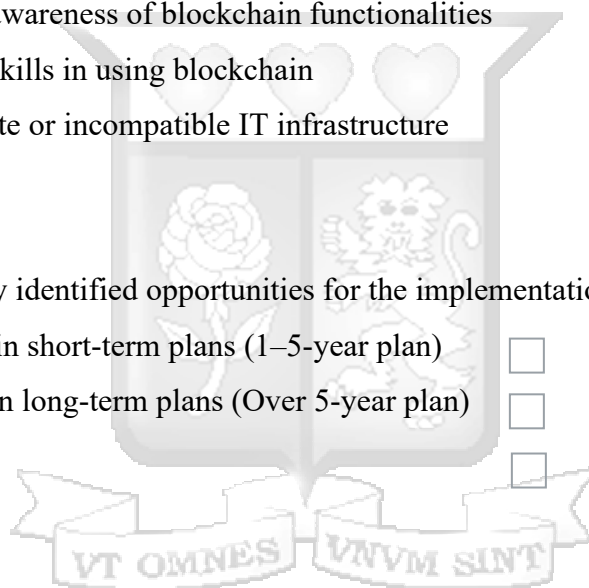 wareness of blockchain functionalities
kills in using blockchain
te or incompatible IT infrastructure
y identified opportunities for the implementatio
in short-term plans (1–5-year plan)
n long-term plans (Over 5-year plan)
VT OMNES VNVM SINT